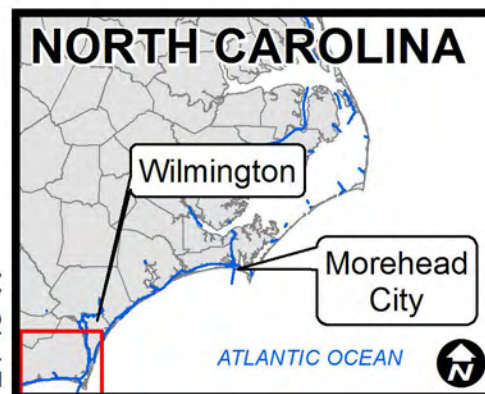 NORTH CAROLINA
Wilmington
Morehead
City
ATLANTIC OCEAN
N